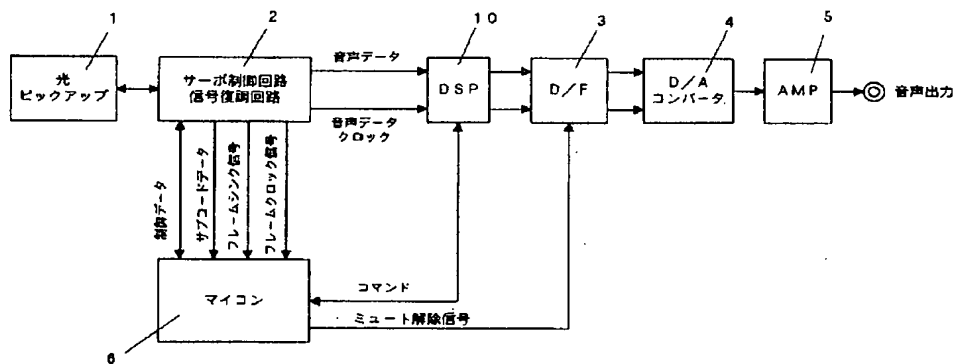 1
2
10
3
4
5
光
ピックアップ
サーボ制御回路
信号復調回路
音声データ
音声データ
クロック
DSP
D/F
D/A
コンバータ
AMP
音声出力
制御データ
サブコードデータ
フレームシンク信号
フレームクロック信号
マイコン
コマンド
ミュート解除信号
6